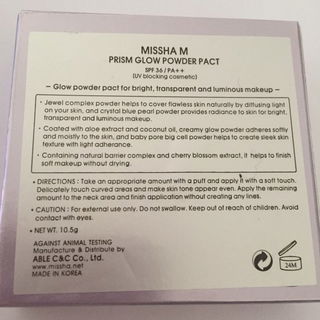 MISSHA M
PRISM GLOW POWDER PACT
SPF 36 / PA++
(UV blocking cosmetic)
— Glow powder pact for bright, transparent and luminous makeup —
• Jewel complex powder helps to cover flawless skin naturally by diffusing light
on your skin, and crystal blue pearl powder provides radiance to skin for bright,
transparent and luminous makeup.
• Coated with aloe extract and coconut oil, creamy glow powder adheres softly
and moistly to the skin, and baby pore big cell powder helps to create sleek skin
texture with light adherance.
• Containing natural barrier complex and cherry blossom extract, it helps to finish
soft makeup without drying.
• DIRECTIONS : Take an appropriate amount with a puff and apply it with a soft touch.
Delicately touch curved areas and make skin tone appear even. Apply the remaining
amount to the neck area and finish application without creating any lines.
• CAUTION : For external use only. Do not swallow. Keep out of reach of children. Avoid
contact with eyes.
• NET WT. 10.5g
AGAINST ANIMAL TESTING
Manufacture & Distribute by
ABLE C&C Co., Ltd.
www.missha.net
MADE IN KOREA
24M